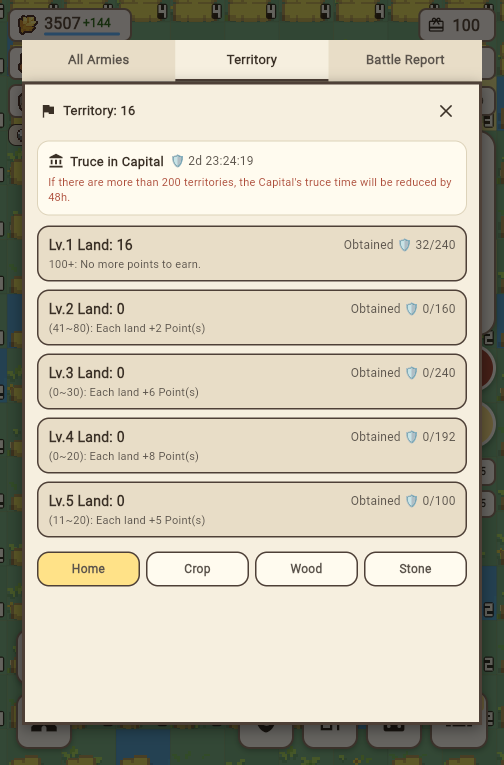 3507 +144
100
All Armies
Territory
Battle Report
Territory: 16
Truce in Capital 2d 23:24:19
If there are more than 200 territories, the Capital's truce time will be reduced by
48h.
Lv.1 Land: 16
Obtained 32/240
100+: No more points to earn.
Lv.2 Land: 0
Obtained 0/160
(41~80): Each land +2 Point(s)
Lv.3 Land: 0
Obtained 0/240
(0~30): Each land +6 Point(s)
Lv.4 Land: 0
Obtained 0/192
(0~20): Each land +8 Point(s)
Lv.5 Land: 0
Obtained 0/100
(11~20): Each land +5 Point(s)
Home
Crop
Wood
Stone